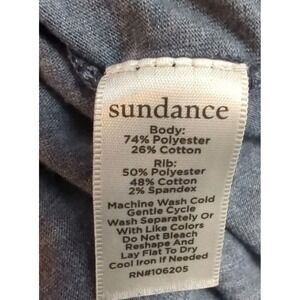 sundance
Body:
74% Polyester
26% Cotton
Rib:
50% Polyester
48% Cotton
2% Spandex
Machine Wash Cold
Gentle Cycle
Wash Separately Or
With Like Colors
Do Not Bleach
Reshape And
Lay Flat To Dry
Cool Iron If Needed
RN#106205